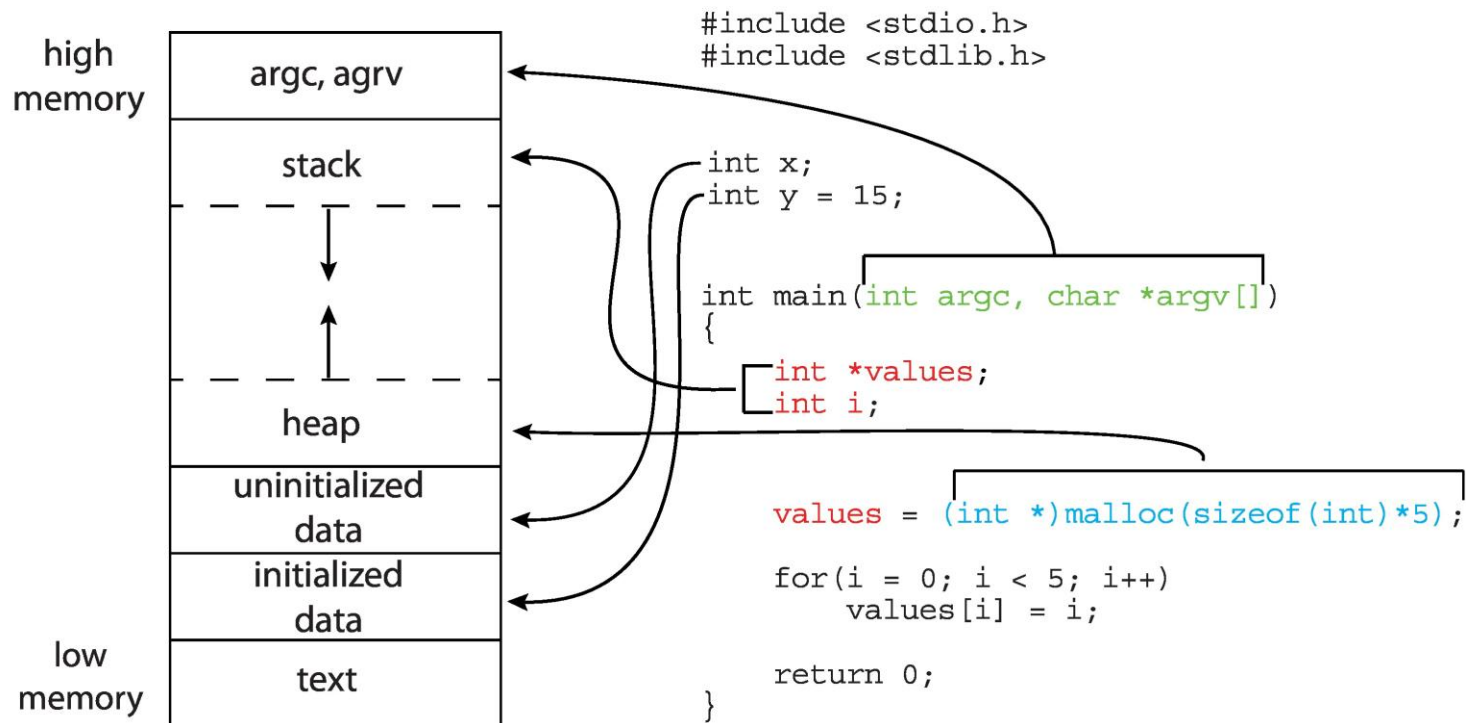 high
memory
argc, agrv
stack
heap
uninitialized
data
initialized
data
text
low
memory
#include <stdio.h>
#include <stdlib.h>
int x;
int y = 15;
int main(int argc, char *argv[])
{
int *values;
int i;
values = (int *)malloc(sizeof(int)*5);
for(i = 0; i < 5; i++)
values[i] = i;
return 0;
}